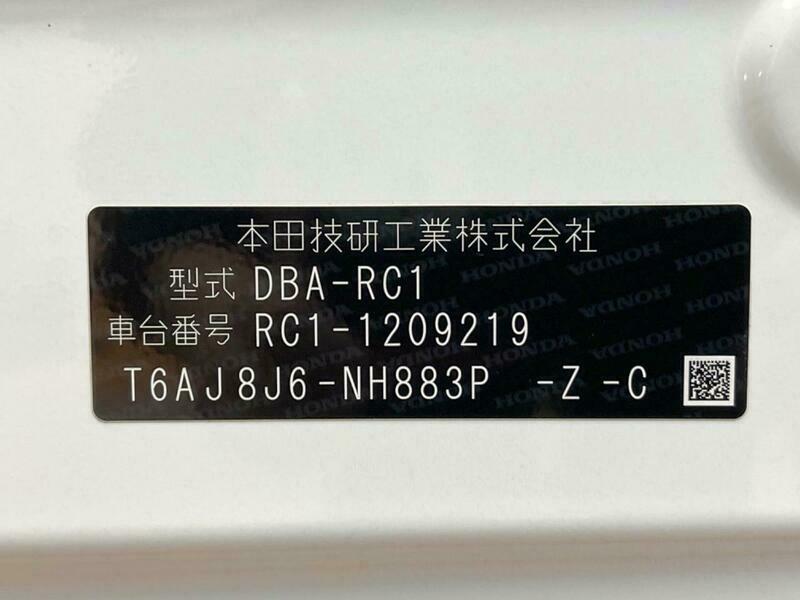 本田技研工業株式会社
型式 DBA-RC1
車台番号 RC1-1209219
T6AJ8J6-NH883P -Z-C